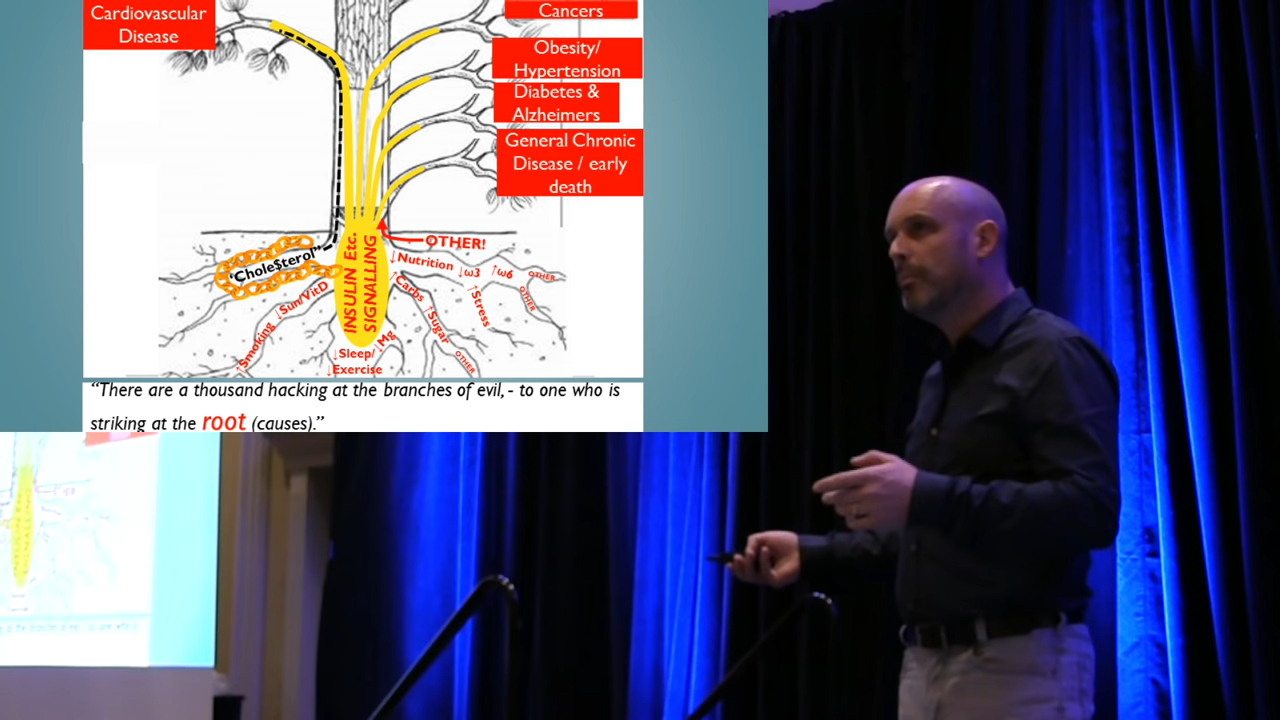 Cardiovascular
Disease
Cancers
Obesity/
Hypertension
Diabetes &
Alzheimers
General Chronic
Disease / early
death
INSULIN Etc.
SIGNALLING
"Chole$terol"
OTHER!
↓Nutrition
↓ω3
↑ω6
OTHER
OTHER
↑Carbs
↑Stress
↑Sugar
OTHER
↓Sun/VitD
↑Smoking
↓Mg
↓Sleep/
↓Exercise
“There are a thousand hacking at the branches of evil, - to one who is
striking at the root (causes).”